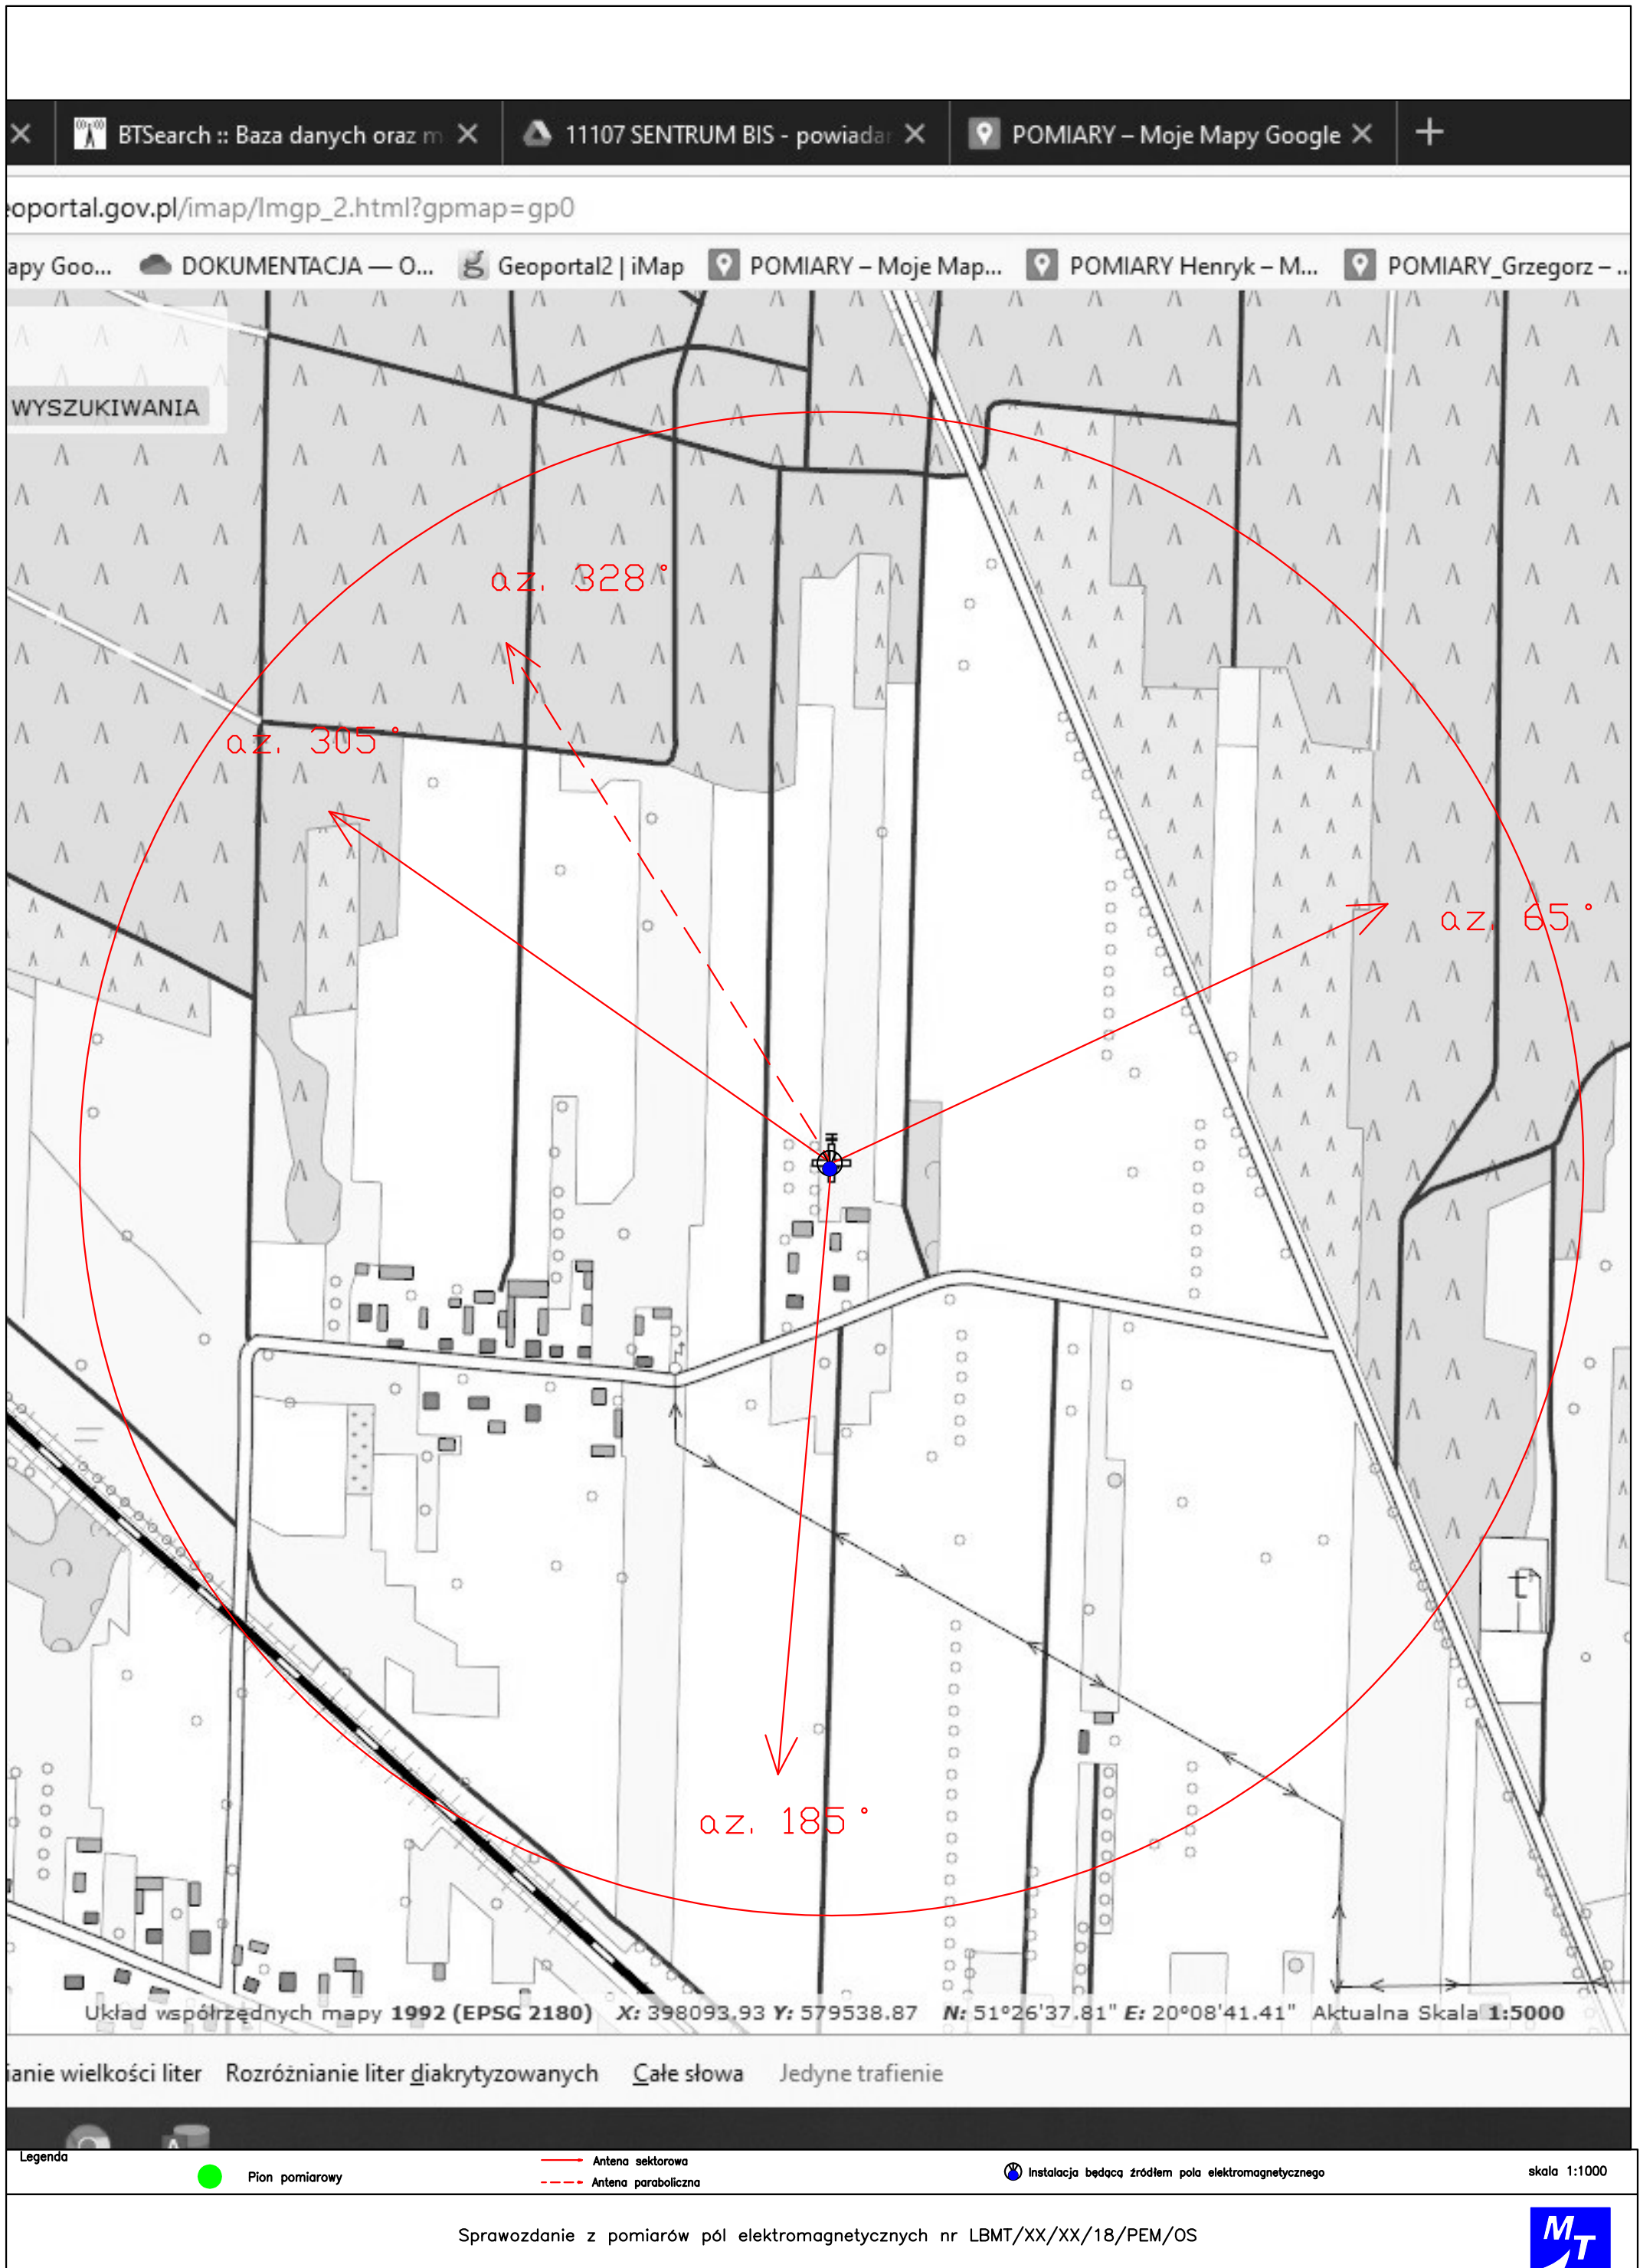 BTSearch :: Baza danych oraz m
11107 SENTRUM BIS - powiadar
POMIARY – Moje Mapy Google
eoportal.gov.pl/imap/Imgp_2.html?gpmap=gp0
apy Goo...
DOKUMENTACJA — O...
Geoportal2 | iMap
POMIARY – Moje Map...
POMIARY Henryk – M...
POMIARY_Grzegorz – ...
WYSZUKIWANIA
az. 328°
az. 305°
az. 65°
az. 185°
Układ współrzędnych mapy 1992 (EPSG 2180) X: 398093.93 Y: 579538.87 N: 51°26'37.81" E: 20°08'41.41" Aktualna Skala 1:5000
ianie wielkości liter Rozróżnianie liter diakrytyzowanych Całe słowa Jedyne trafienie
Legenda
Pion pomiarowy
Antena sektorowa
Antena paraboliczna
Instalacja będąca źródłem pola elektromagnetycznego
skala 1:1000
Sprawozdanie z pomiarów pól elektromagnetycznych nr LBMT/XX/XX/18/PEM/OS
MT